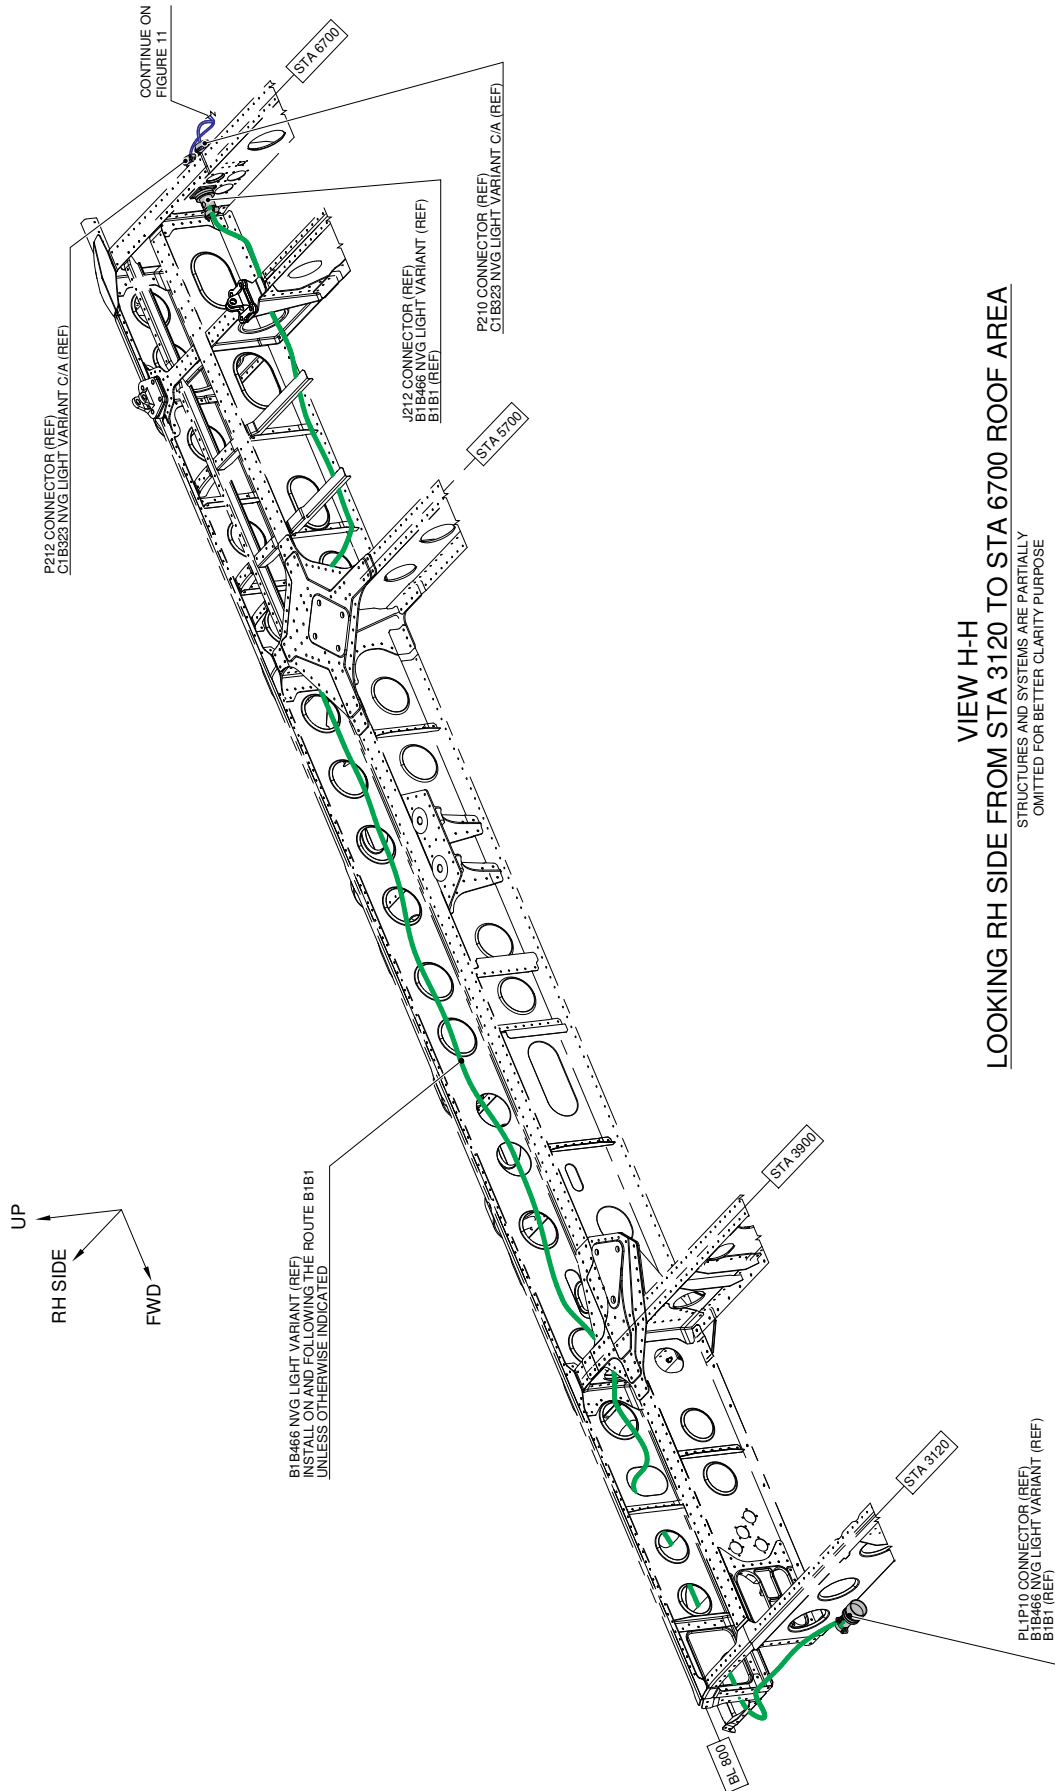 CONTINUE ON
FIGURE 11
STA 6700
P212 CONNECTOR (REF)
C1B323 NVG LIGHT VARIANT C/A (REF)
P210 CONNECTOR (REF)
C1B323 NVG LIGHT VARIANT C/A (REF)
J212 CONNECTOR (REF)
B1B466 NVG LIGHT VARIANT (REF)
B1B1 (REF)
STA 5700
B1B466 NVG LIGHT VARIANT (REF)
INSTALL ON AND FOLLOWING THE ROUTE B1B1
UNLESS OTHERWISE INDICATED
UP
RH SIDE
FWD
STA 3900
STA 3120
PL1P10 CONNECTOR (REF)
B1B466 NVG LIGHT VARIANT (REF)
B1B1 (REF)
BL 800
VIEW H-H
LOOKING RH SIDE FROM STA 3120 TO STA 6700 ROOF AREA
STRUCTURES AND SYSTEMS ARE PARTIALLY
OMITTED FOR BETTER CLARITY PURPOSE